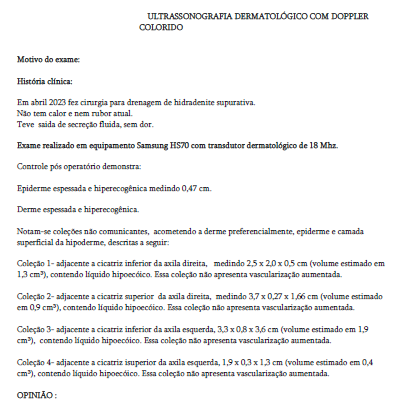 ULTRASSONOGRAFIA DERMATOLÓGICO COM DOPPLER
COLORIDO
Motivo do exame:
História clínica:
Em abril 2023 fez cirurgia para drenagem de hidradenite supurativa.
Não tem calor e nem rubor atual.
Teve saida de secreção fluida, sem dor.
Exame realizado em equipamento Samsung HS70 com transdutor dermatológico de 18 Mhz.
Controle pós operatório demonstra:
Epiderme espessada e hiperecogênica medindo 0,47 cm.
Derme espessada e hiperecogênica.
Notam-se coleções não comunicantes, acometendo a derme preferencialmente, epiderme e camada
superficial da hipoderme, descritas a seguir:
Coleção 1- adjacente a cicatriz inferior da axila direita, medindo 2,5 x 2,0 x 0,5 cm (volume estimado em
1,3 cm³), contendo líquido hipoecóico. Essa coleção não apresenta vascularização aumentada.
Coleção 2- adjacente a cicatriz superior da axila direita, medindo 3,7 x 0,27 x 1,66 cm (volume estimado
em 0,9 cm³), contendo líquido hipoecóico. Essa coleção não apresenta vascularização aumentada.
Coleção 3- adjacente a cicatriz inferior da axila esquerda, 3,3 x 0,8 x 3,6 cm (volume estimado em 1,9
cm³), contendo líquido hipoecóico. Essa coleção não apresenta vascularização aumentada.
Coleção 4- adjacente a cicatriz isuperior da axila esquerda, 1,9 x 0,3 x 1,3 cm (volume estimado em 0,4
cm³), contendo líquido hipoecóico. Essa coleção não apresenta vascularização aumentada.
OPINIÃO :